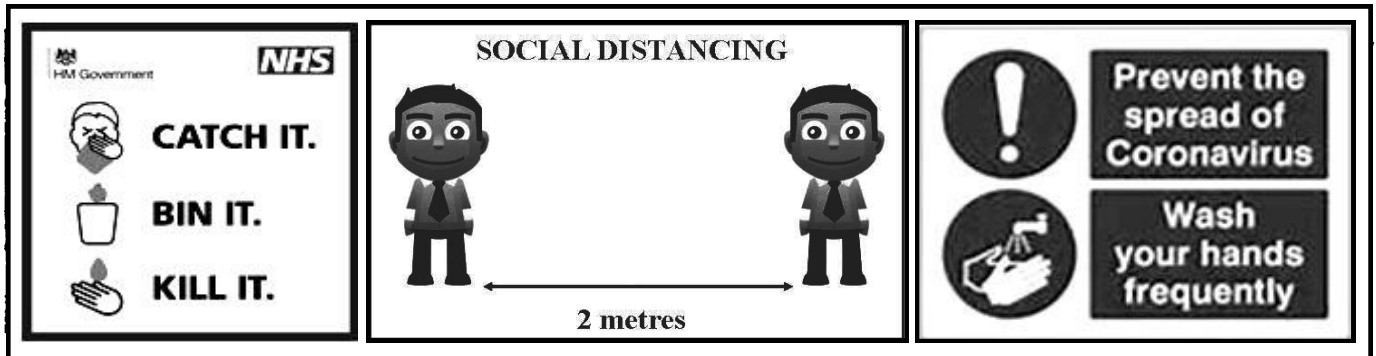 HM Government
NHS
CATCH IT.
BIN IT.
KILL IT.
SOCIAL DISTANCING
2 metres
Prevent the
spread of
Coronavirus
Wash
your hands
frequently